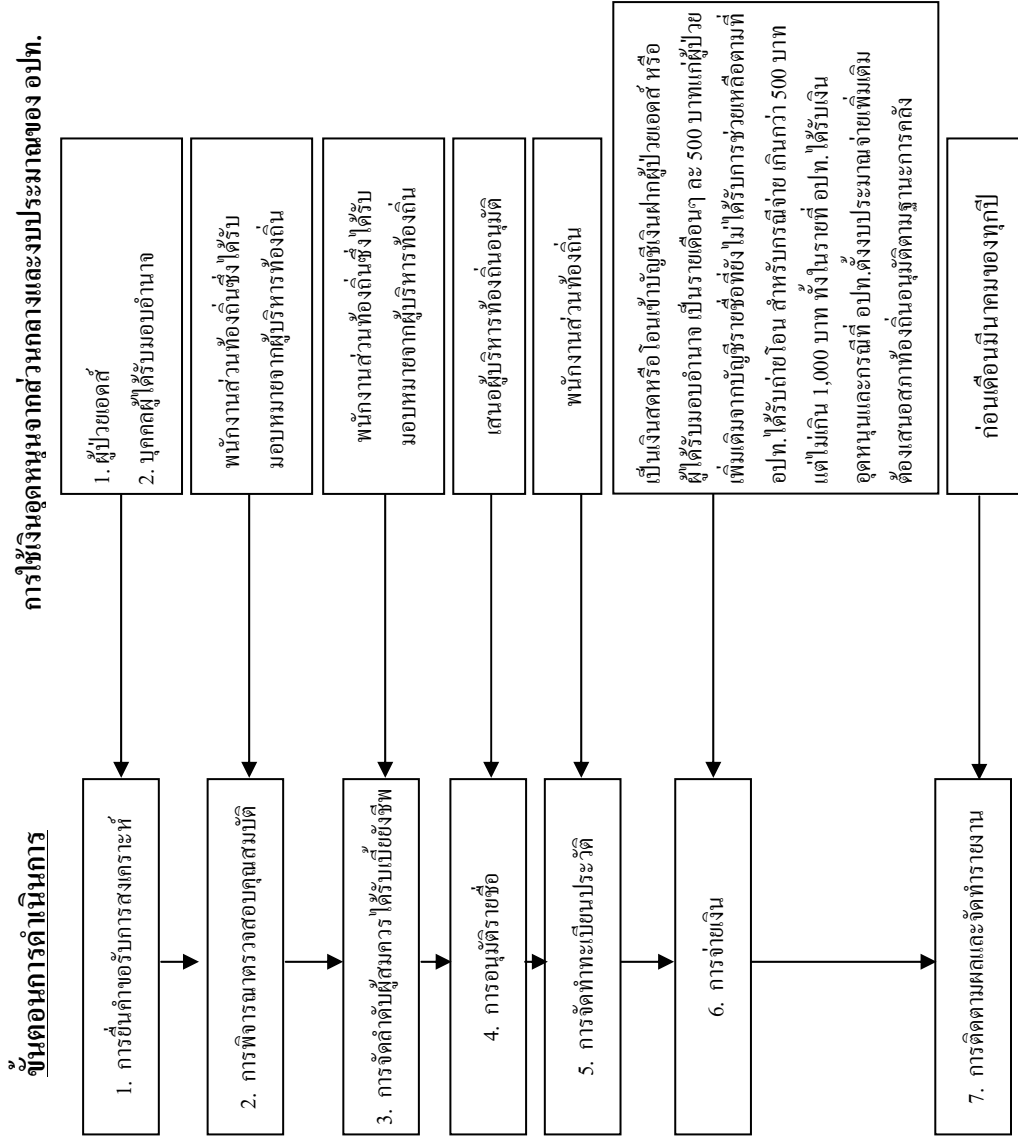 ขั้นตอนการดำเนินการ
การใช้เงินอุดหนุนจากส่วนกลางและงบประมาณของ อปท.
1. การยื่นคำขอรับการสงเคราะห์
1. ผู้ป่วยเอดส์
2. บุคคลผู้ได้รับมอบอำนาจ
2. การพิจารณาตรวจสอบคุณสมบัติ
พนักงานส่วนท้องถิ่นซึ่งได้รับ
มอบหมายจากผู้บริหารท้องถิ่น
3. การจัดลำดับผู้สมควรได้รับเบี้ยยังชีพ
พนักงานส่วนท้องถิ่นซึ่งได้รับ
มอบหมายจากผู้บริหารท้องถิ่น
4. การอนุมัติรายชื่อ
เสนอผู้บริหารท้องถิ่นอนุมัติ
5. การจัดทำทะเบียนประวัติ
พนักงานส่วนท้องถิ่น
6. การจ่ายเงิน
เป็นเงินสดหรือโอนเข้าบัญชีเงินฝากผู้ป่วยเอดส์ หรือ
ผู้ได้รับมอบอำนาจ เป็นรายเดือนๆ ละ 500 บาทแก่ผู้ป่วย
เพิ่มเติมจากบัญชีรายชื่อที่ยังไม่ได้รับการช่วยเหลือตามที่
อปท.ได้รับถ่ายโอน สำหรับกรณีจ่าย เกินกว่า 500 บาท
แต่ไม่เกิน 1,000 บาท ทั้งในรายที่ อปท.ได้รับเงิน
อุดหนุนและกรณีที่ อปท.ตั้งงบประมาณจ่ายเพิ่มเติม
ต้องเสนอสภาท้องถิ่นอนุมัติตามฐานะการคลัง
7. การติดตามผลและจัดทำรายงาน
ก่อนเดือนมีนาคมของทุกปี